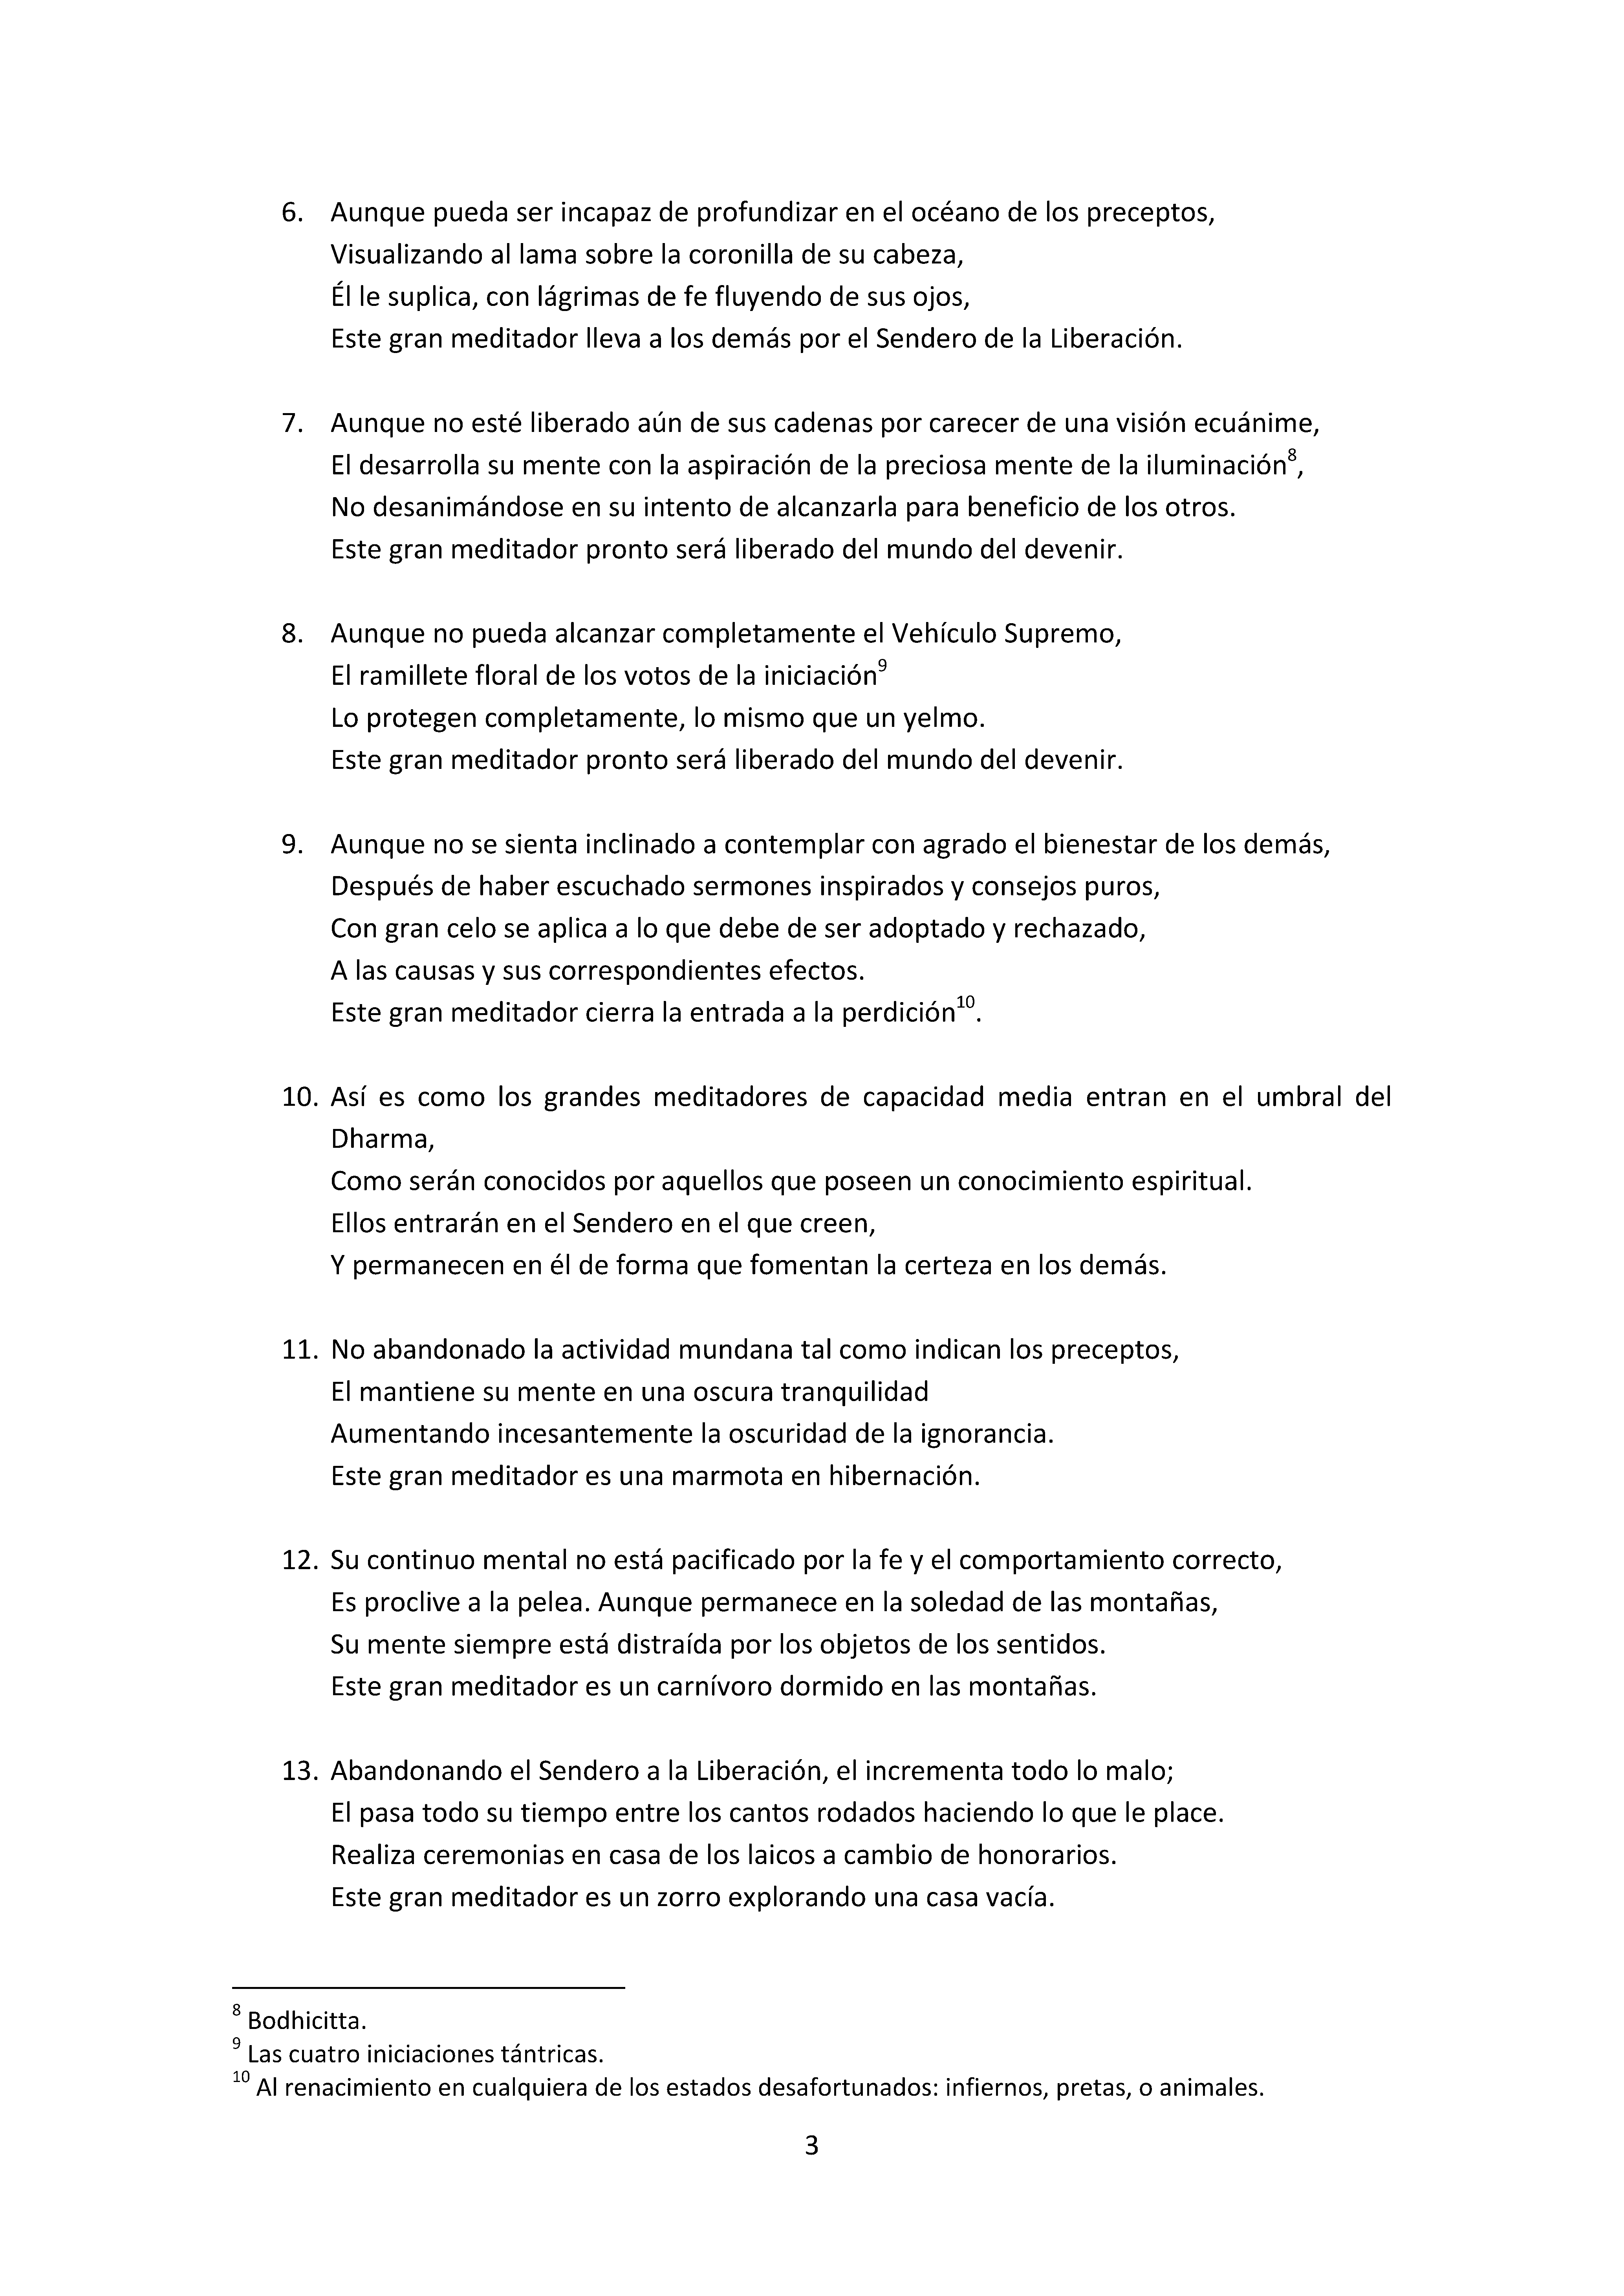 6. Aunque pueda ser incapaz de profundizar en el océano de los preceptos,
Visualizando al lama sobre la coronilla de su cabeza,
Él le suplica, con lágrimas de fe fluyendo de sus ojos,
Este gran meditador lleva a los demás por el Sendero de la Liberación.
7. Aunque no esté liberado aún de sus cadenas por carecer de una visión ecuánime,
El desarrolla su mente con la aspiración de la preciosa mente de la iluminación⁸,
No desanimándose en su intento de alcanzarla para beneficio de los otros.
Este gran meditador pronto será liberado del mundo del devenir.
8. Aunque no pueda alcanzar completamente el Vehículo Supremo,
El ramillete floral de los votos de la iniciación⁹
Lo protegen completamente, lo mismo que un yelmo.
Este gran meditador pronto será liberado del mundo del devenir.
9. Aunque no se sienta inclinado a contemplar con agrado el bienestar de los demás,
Después de haber escuchado sermones inspirados y consejos puros,
Con gran celo se aplica a lo que debe de ser adoptado y rechazado,
A las causas y sus correspondientes efectos.
Este gran meditador cierra la entrada a la perdición¹⁰.
10. Así es como los grandes meditadores de capacidad media entran en el umbral del
Dharma,
Como serán conocidos por aquellos que poseen un conocimiento espiritual.
Ellos entrarán en el Sendero en el que creen,
Y permanecen en él de forma que fomentan la certeza en los demás.
11. No abandonado la actividad mundana tal como indican los preceptos,
El mantiene su mente en una oscura tranquilidad
Aumentando incesantemente la oscuridad de la ignorancia.
Este gran meditador es una marmota en hibernación.
12. Su continuo mental no está pacificado por la fe y el comportamiento correcto,
Es proclive a la pelea. Aunque permanece en la soledad de las montañas,
Su mente siempre está distraída por los objetos de los sentidos.
Este gran meditador es un carnívoro dormido en las montañas.
13. Abandonando el Sendero a la Liberación, el incrementa todo lo malo;
El pasa todo su tiempo entre los cantos rodados haciendo lo que le place.
Realiza ceremonias en casa de los laicos a cambio de honorarios.
Este gran meditador es un zorro explorando una casa vacía.
⁸ Bodhicitta.
⁹ Las cuatro iniciaciones tántricas.
¹⁰ Al renacimiento en cualquiera de los estados desafortunados: infiernos, pretas, o animales.
3